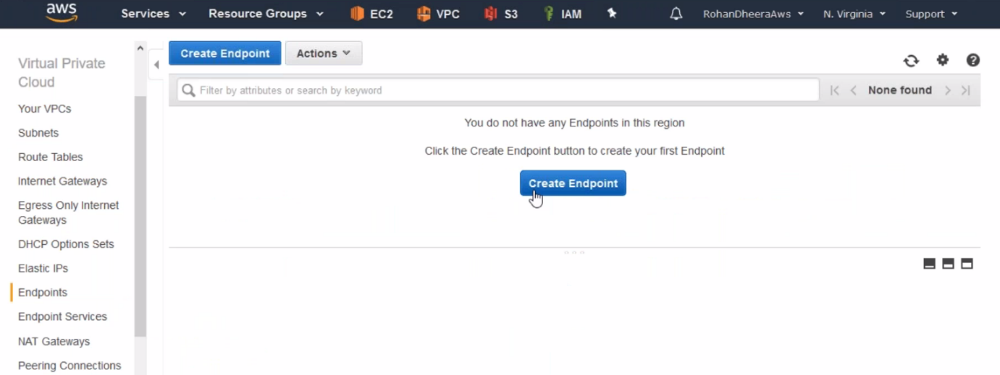 aws Services Resource Groups EC2 VPC S3 IAM RohanDheeraAws N. Virginia Support
Virtual Private
Cloud
Your VPCs
Subnets
Route Tables
Internet Gateways
Egress Only Internet
Gateways
DHCP Options Sets
Elastic IPs
Endpoints
Endpoint Services
NAT Gateways
Peering Connections
Create Endpoint Actions
Filter by attributes or search by keyword None found
You do not have any Endpoints in this region
Click the Create Endpoint button to create your first Endpoint
Create Endpoint